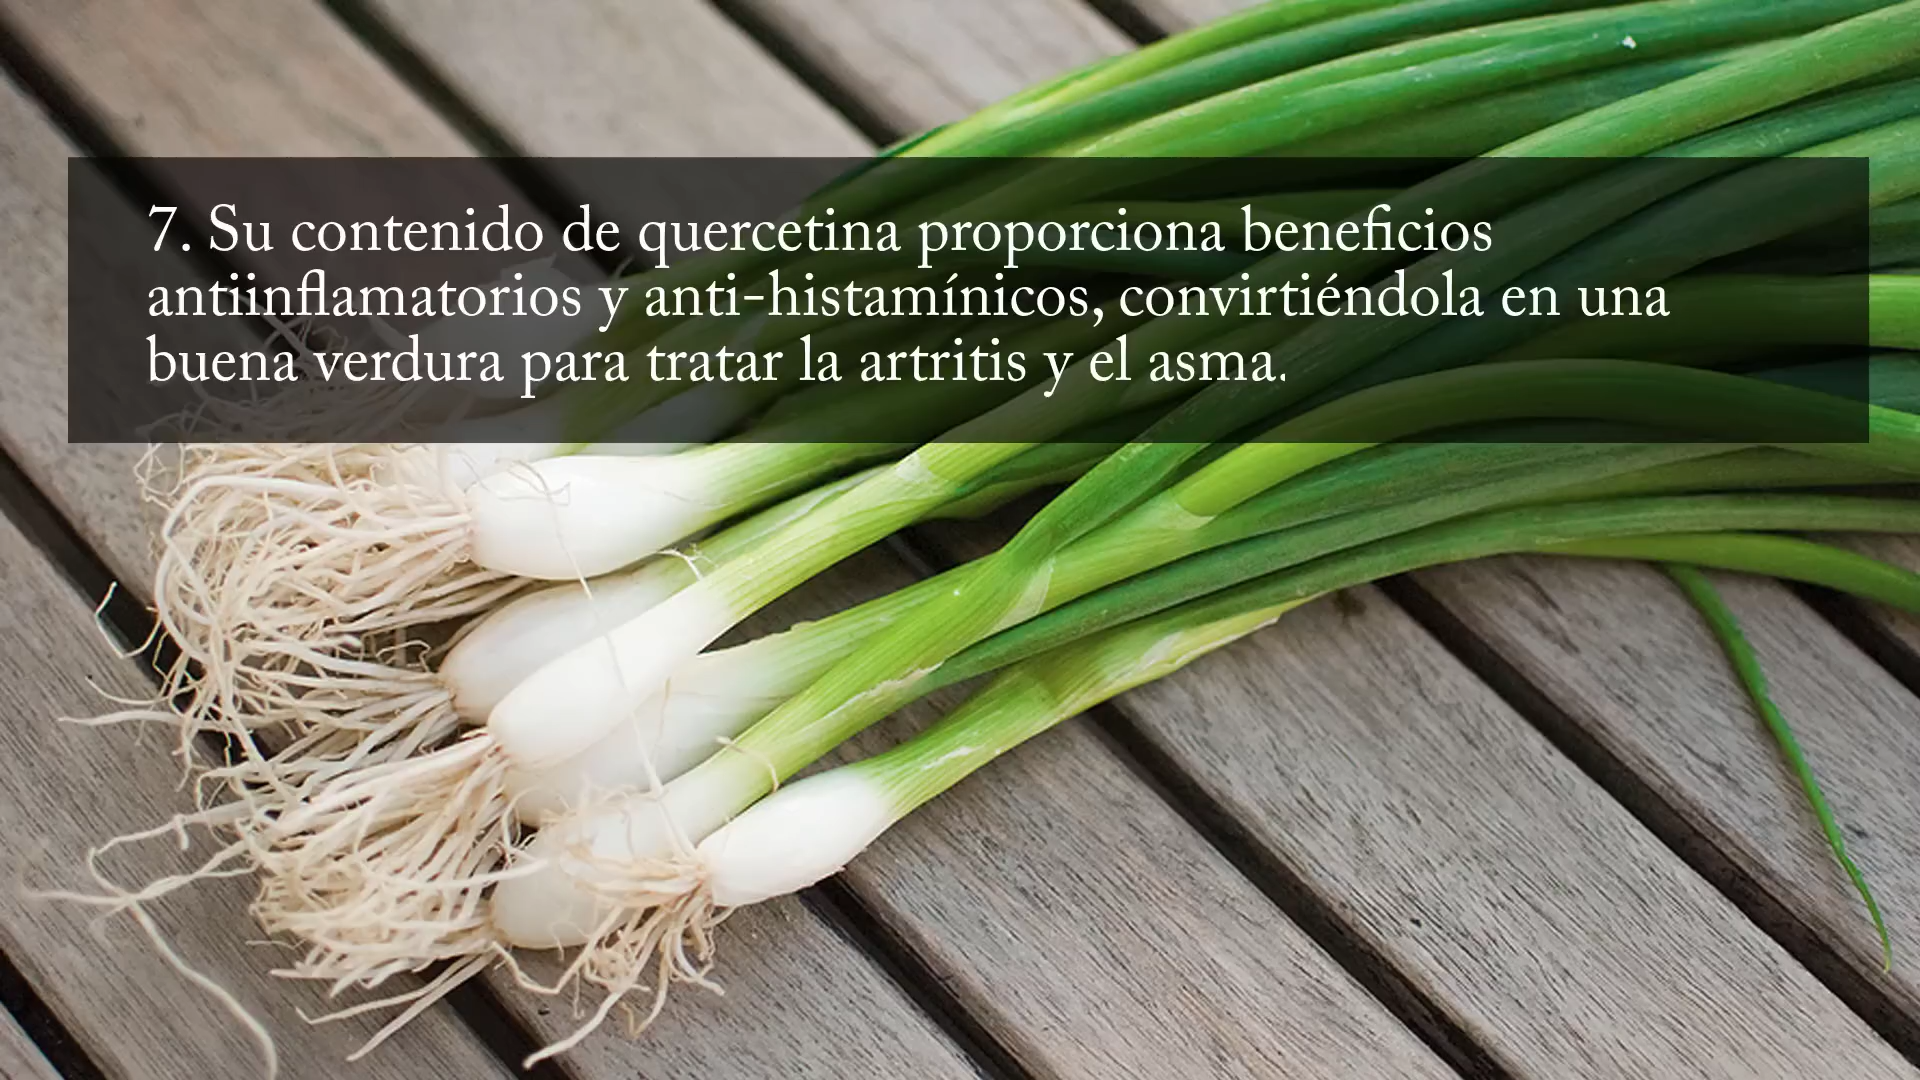 7. Su contenido de quercetina proporciona beneficios
antiinflamatorios y anti-histamínicos, convirtiéndola en una
buena verdura para tratar la artritis y el asma.